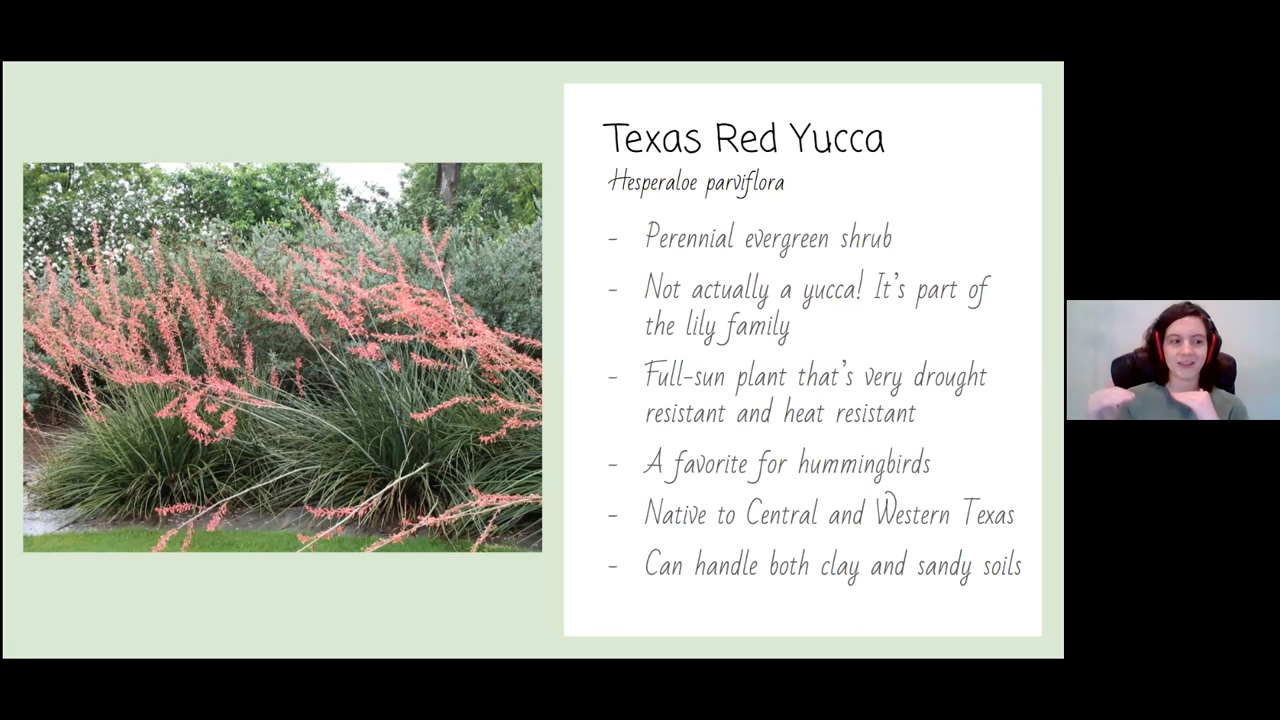 Texas Red Yucca
Hesperaloe parviflora
- Perennial evergreen shrub
- Not actually a yucca! It's part of
the lily family
- Full-sun plant that's very drought
resistant and heat resistant
- A favorite for hummingbirds
- Native to Central and Western Texas
- Can handle both clay and sandy soils